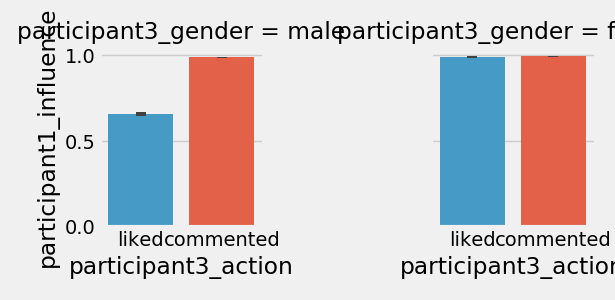 participant3_gender = male
participant3_gender = f
participant1_influence
1.0
0.5
0.0
liked commented
liked commented
participant3_action
participant3_action